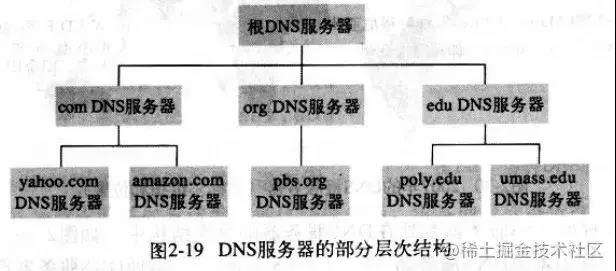 根DNS服务器
com DNS服务器
org DNS服务器
edu DNS服务器
yahoo.com
DNS服务器
amazon.com
DNS服务器
pbs.org
DNS服务器
poly.edu
DNS服务器
umass.edu
DNS服务器
图2-19 DNS服务器的部分层次结构
@稀土掘金技术社区